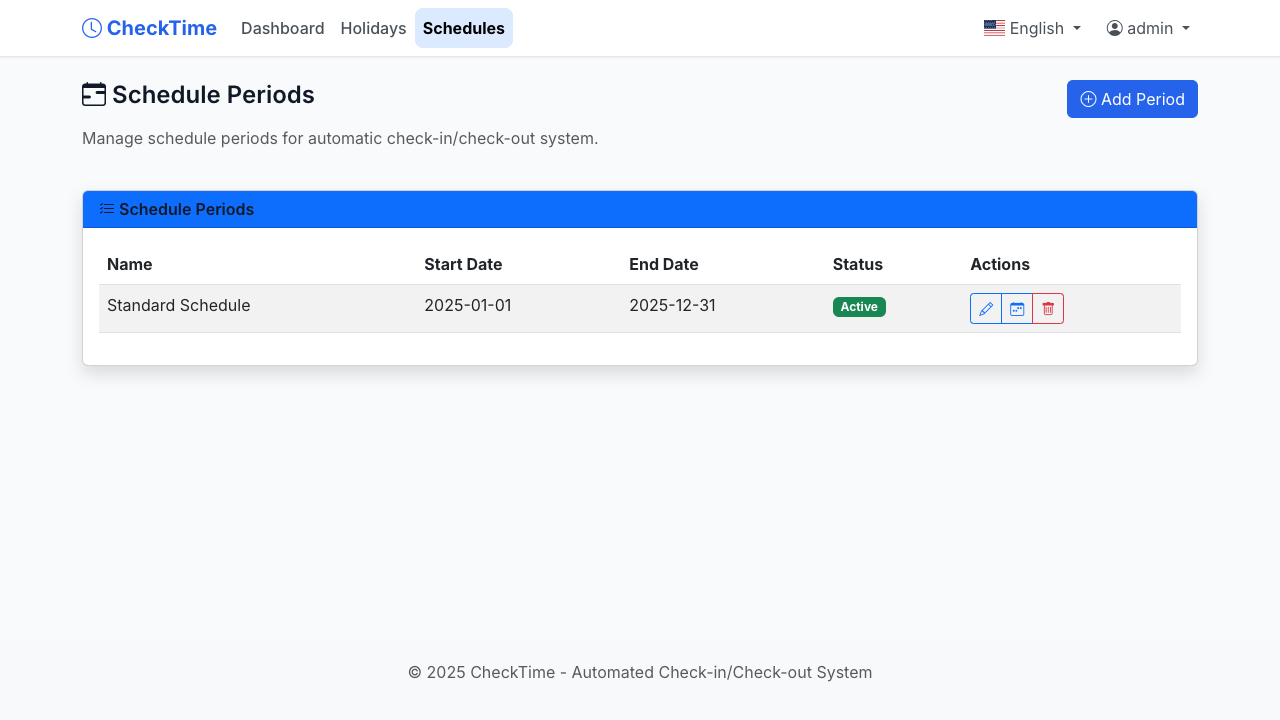 CheckTime Dashboard Holidays Schedules English admin
Schedule Periods
Add Period
Manage schedule periods for automatic check-in/check-out system.
Schedule Periods
Name Start Date End Date Status Actions
Standard Schedule 2025-01-01 2025-12-31 Active
© 2025 CheckTime - Automated Check-in/Check-out System